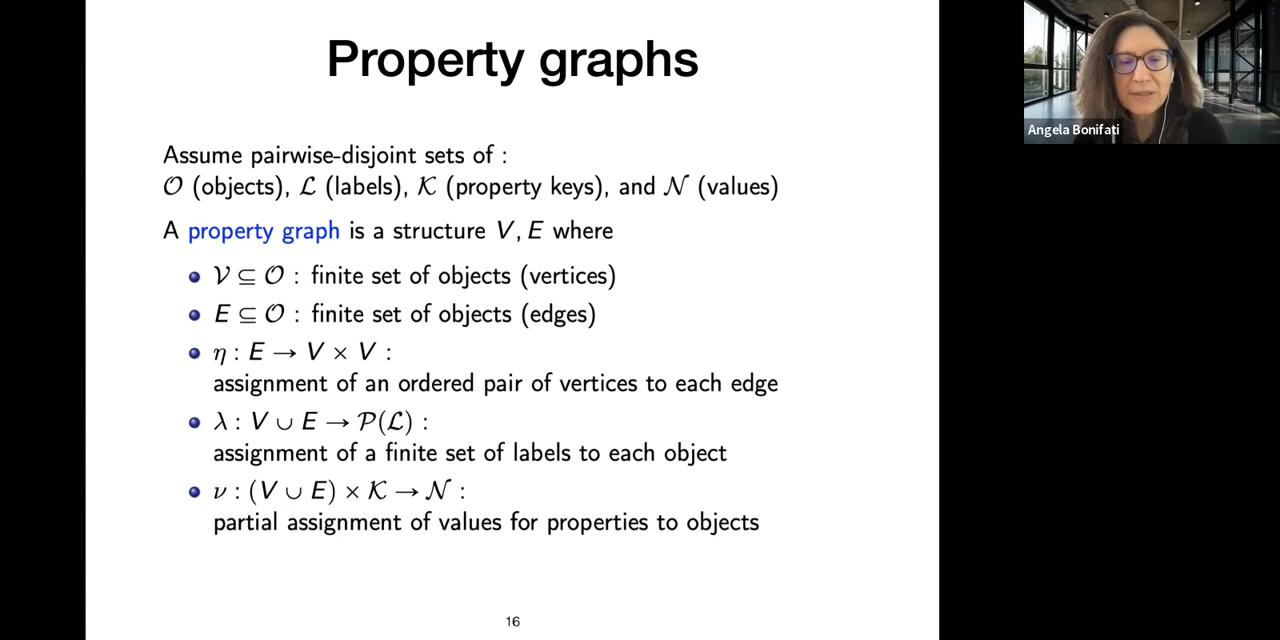 Property graphs
Assume pairwise-disjoint sets of :
𝒪 (objects), ℒ (labels), 𝒦 (property keys), and 𝒩 (values)
A property graph is a structure V, E where
𝒱 ⊆ 𝒪 : finite set of objects (vertices)
E ⊆ 𝒪 : finite set of objects (edges)
η : E → V × V :
assignment of an ordered pair of vertices to each edge
λ : V ∪ E → 𝒫(ℒ) :
assignment of a finite set of labels to each object
ν : (V ∪ E) × 𝒦 → 𝒩 :
partial assignment of values for properties to objects
16
Angela Bonifati